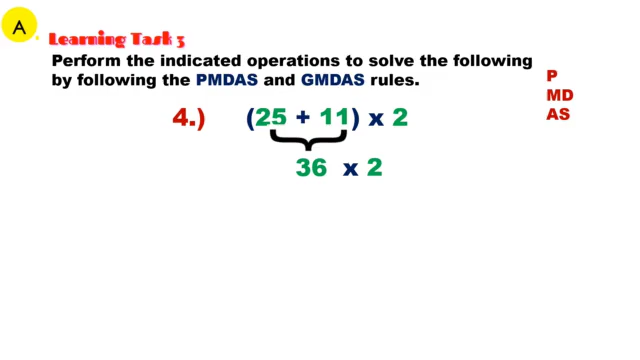 A
Learning Task 3
Perform the indicated operations to solve the following
by following the PMDAS and GMDAS rules.
P
MD
AS
4.) (25 + 11) x 2
36 x 2